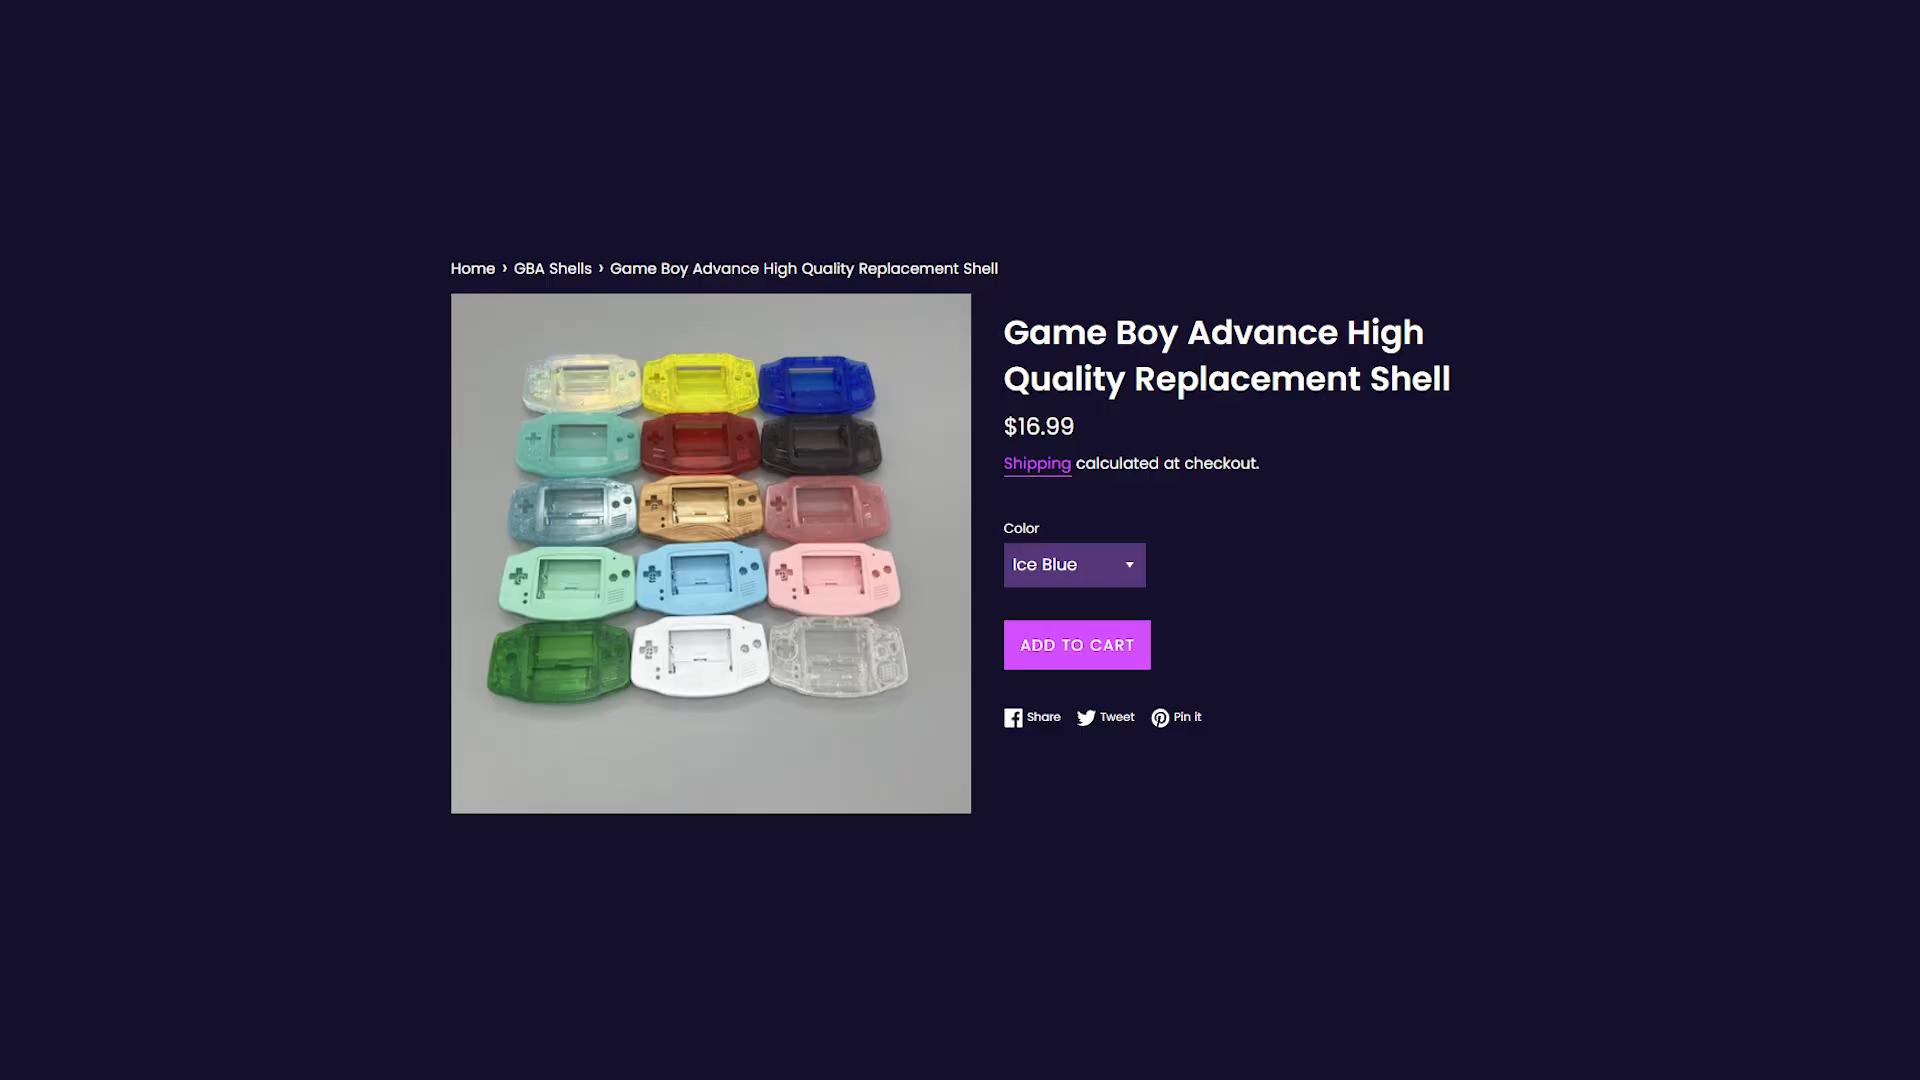 Home › GBA Shells › Game Boy Advance High Quality Replacement Shell
Game Boy Advance High
Quality Replacement Shell
$16.99
Shipping calculated at checkout.
Color
Ice Blue
ADD TO CART
Share Tweet Pin it